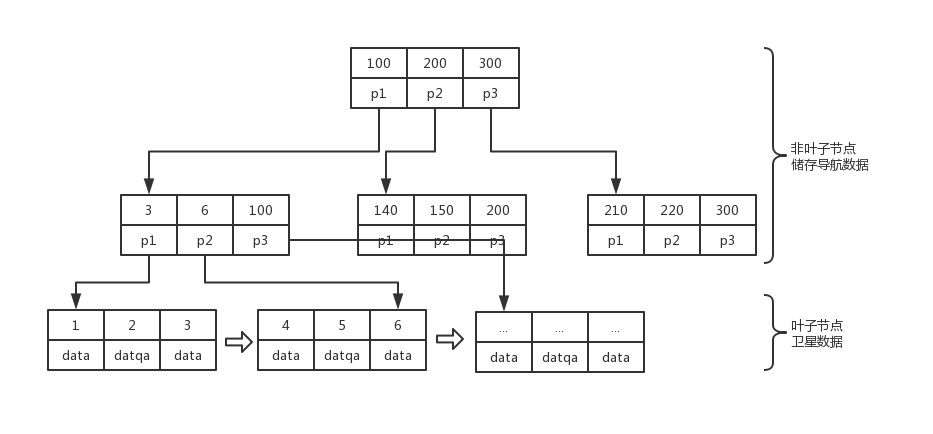 100 200 300
p1 p2 p3
非叶子节点
储存导航数据
3 6 100
p1 p2 p3
140 150 200
p1 p2 p3
210 220 300
p1 p2 p3
1 2 3
data datqa data
4 5 6
data datqa data
... ... ...
data datqa data
叶子节点
卫星数据